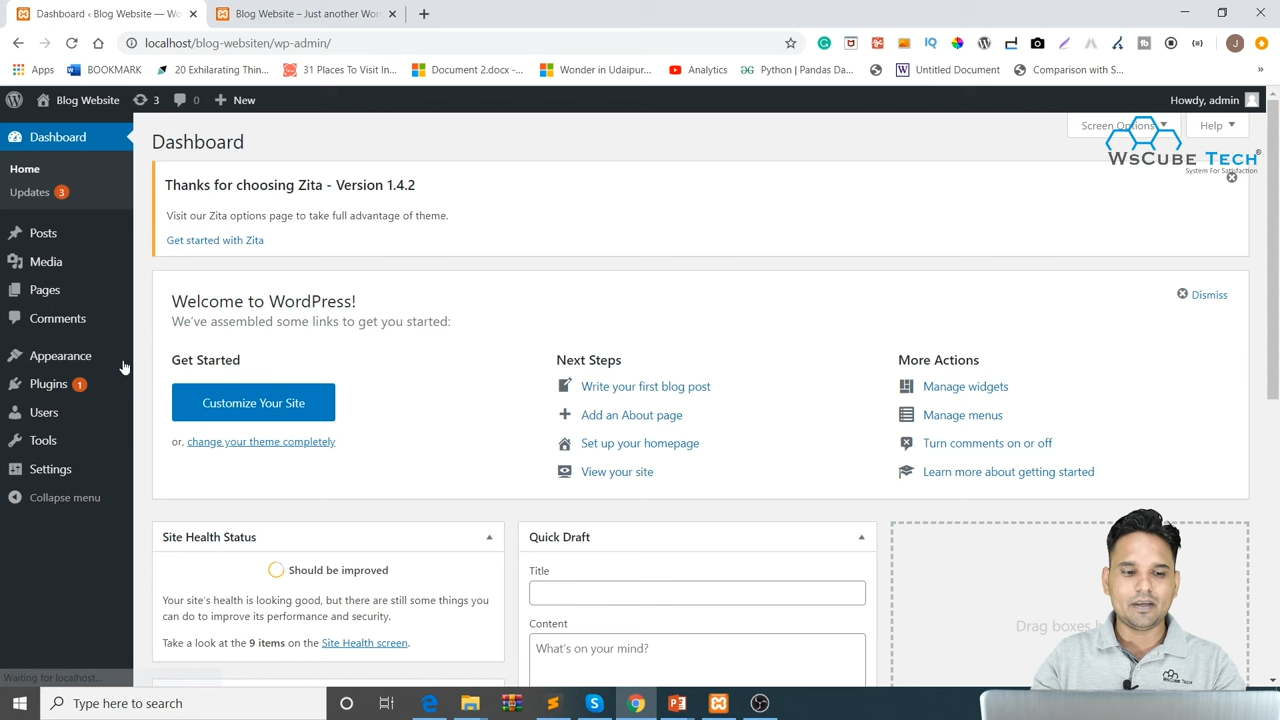 Dashboard ‹ Blog Website — Wo
Blog Website – Just another Wor
localhost/blog-websiten/wp-admin/
Apps
BOOKMARK
20 Exhilarating Thin...
31 Places To Visit In...
Document 2.docx -...
Wonder in Udaipur...
Analytics
Python | Pandas Da...
Untitled Document
Comparison with S...
Blog Website
3
0
New
Howdy, admin
Dashboard
Home
Updates 3
Posts
Media
Pages
Comments
Appearance
Plugins 1
Users
Tools
Settings
Collapse menu
Waiting for localhost...
Dashboard
Screen Options
Help
WsCube Tech®
System For Satisfaction
Thanks for choosing Zita - Version 1.4.2
Visit our Zita options page to take full advantage of theme.
Get started with Zita
Welcome to WordPress!
We've assembled some links to get you started:
Dismiss
Get Started
Customize Your Site
or, change your theme completely
Next Steps
Write your first blog post
Add an About page
Set up your homepage
View your site
More Actions
Manage widgets
Manage menus
Turn comments on or off
Learn more about getting started
Site Health Status
Should be improved
Your site's health is looking good, but there are still some things you
can do to improve its performance and security.
Take a look at the 9 items on the Site Health screen.
Quick Draft
Title
Content
What's on your mind?
Drag boxes
WsCube Tech
Type here to search